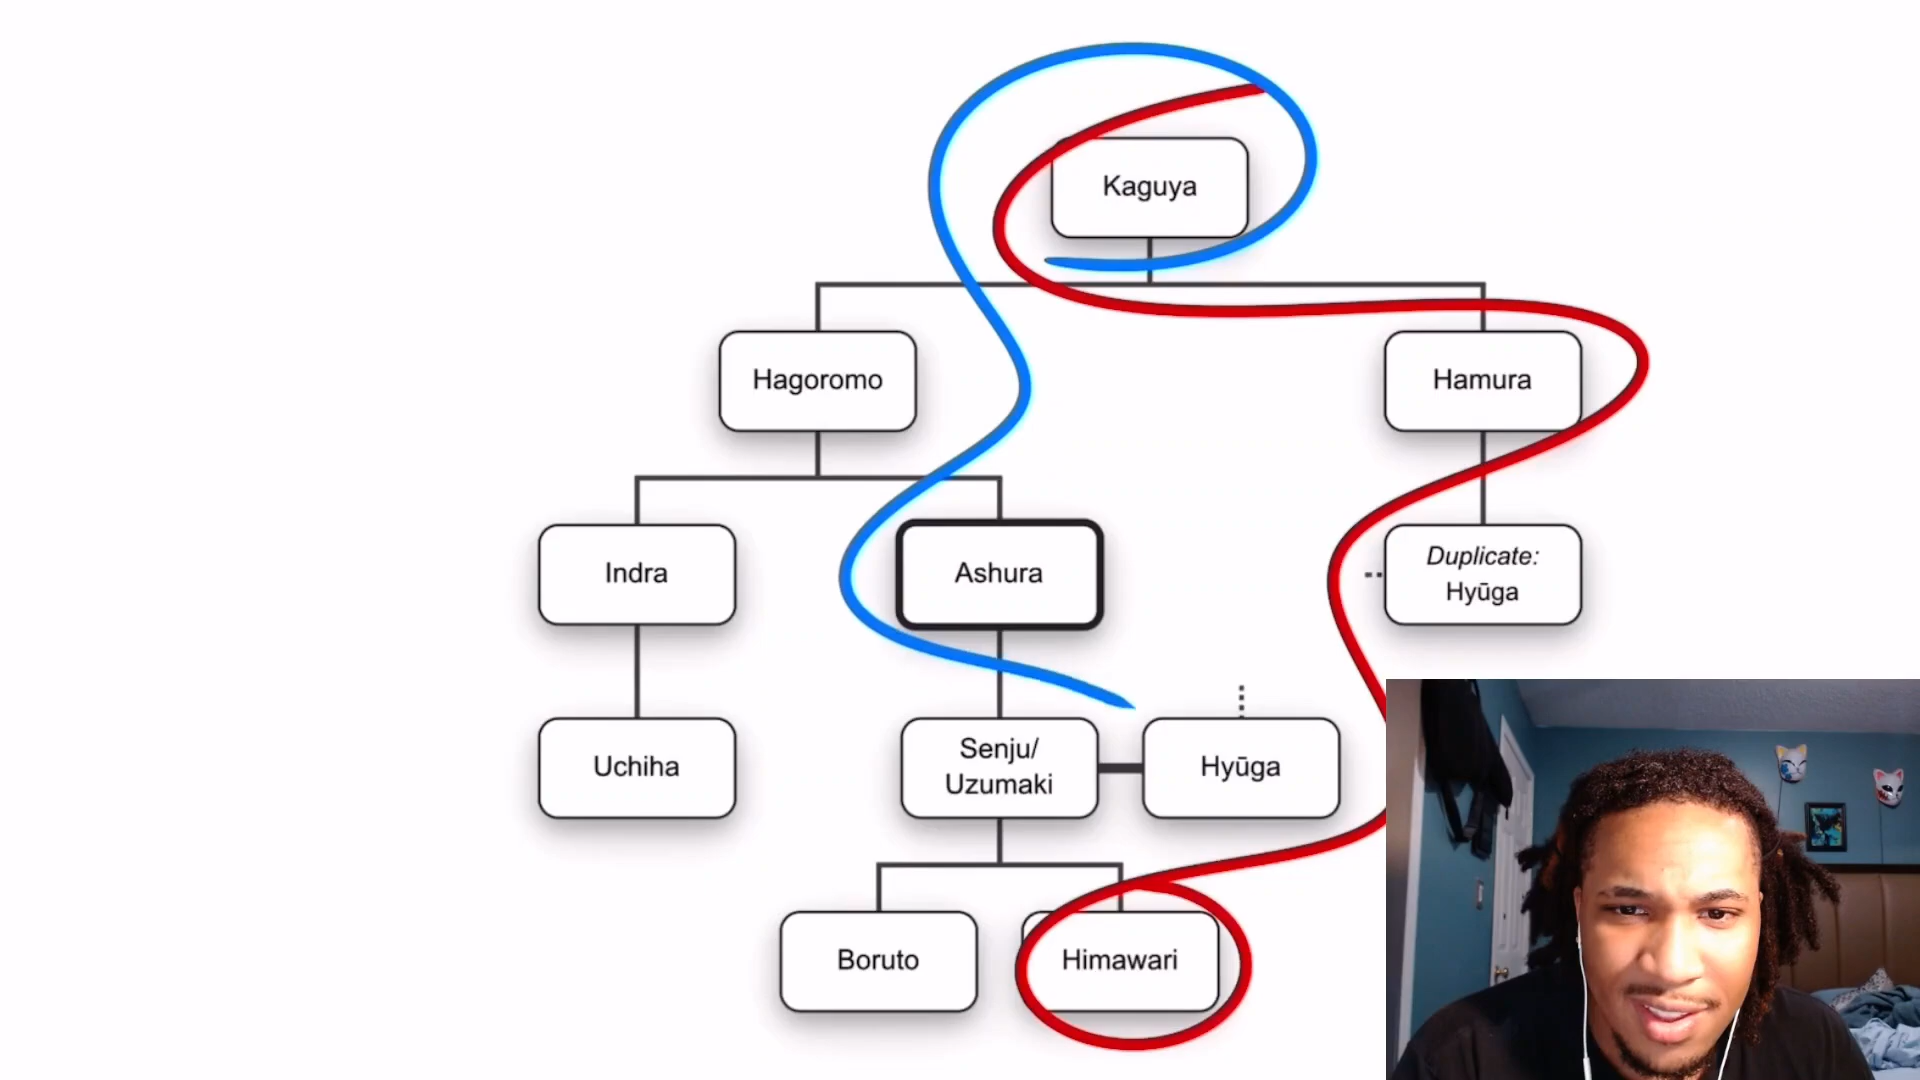 Kaguya
Hagoromo
Hamura
Indra
Ashura
Duplicate:
Hyūga
Uchiha
Senju/
Uzumaki
Hyūga
Boruto
Himawari